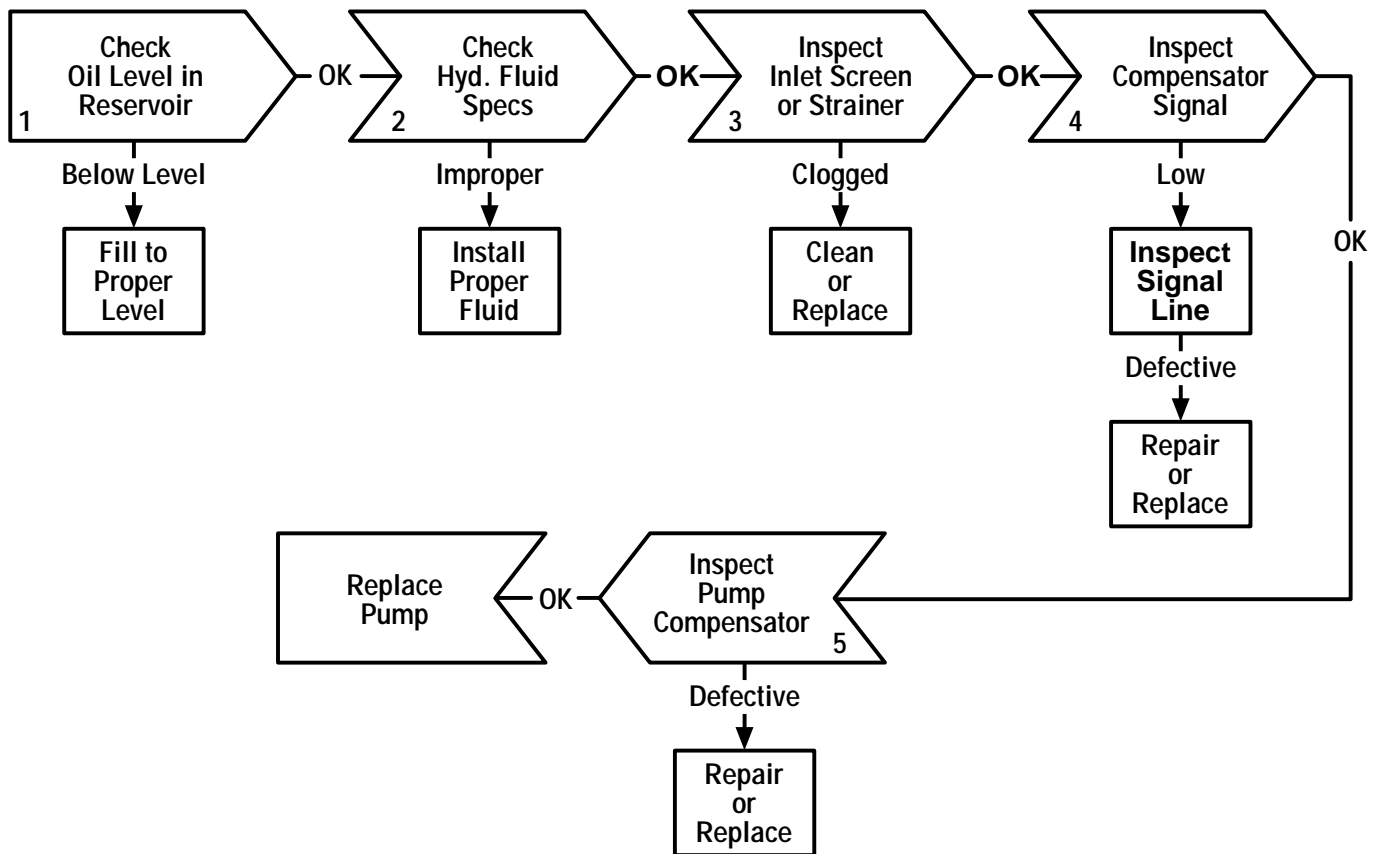 Check
Oil Level in
Reservoir
1
OK
Check
Hyd. Fluid
Specs
2
OK
Inspect
Inlet Screen
or Strainer
3
OK
Inspect
Compensator
Signal
4
Below Level
Improper
Clogged
Low
OK
Fill to
Proper
Level
Install
Proper
Fluid
Clean
or
Replace
Inspect
Signal
Line
Defective
Repair
or
Replace
Replace
Pump
OK
Inspect
Pump
Compensator
5
Defective
Repair
or
Replace